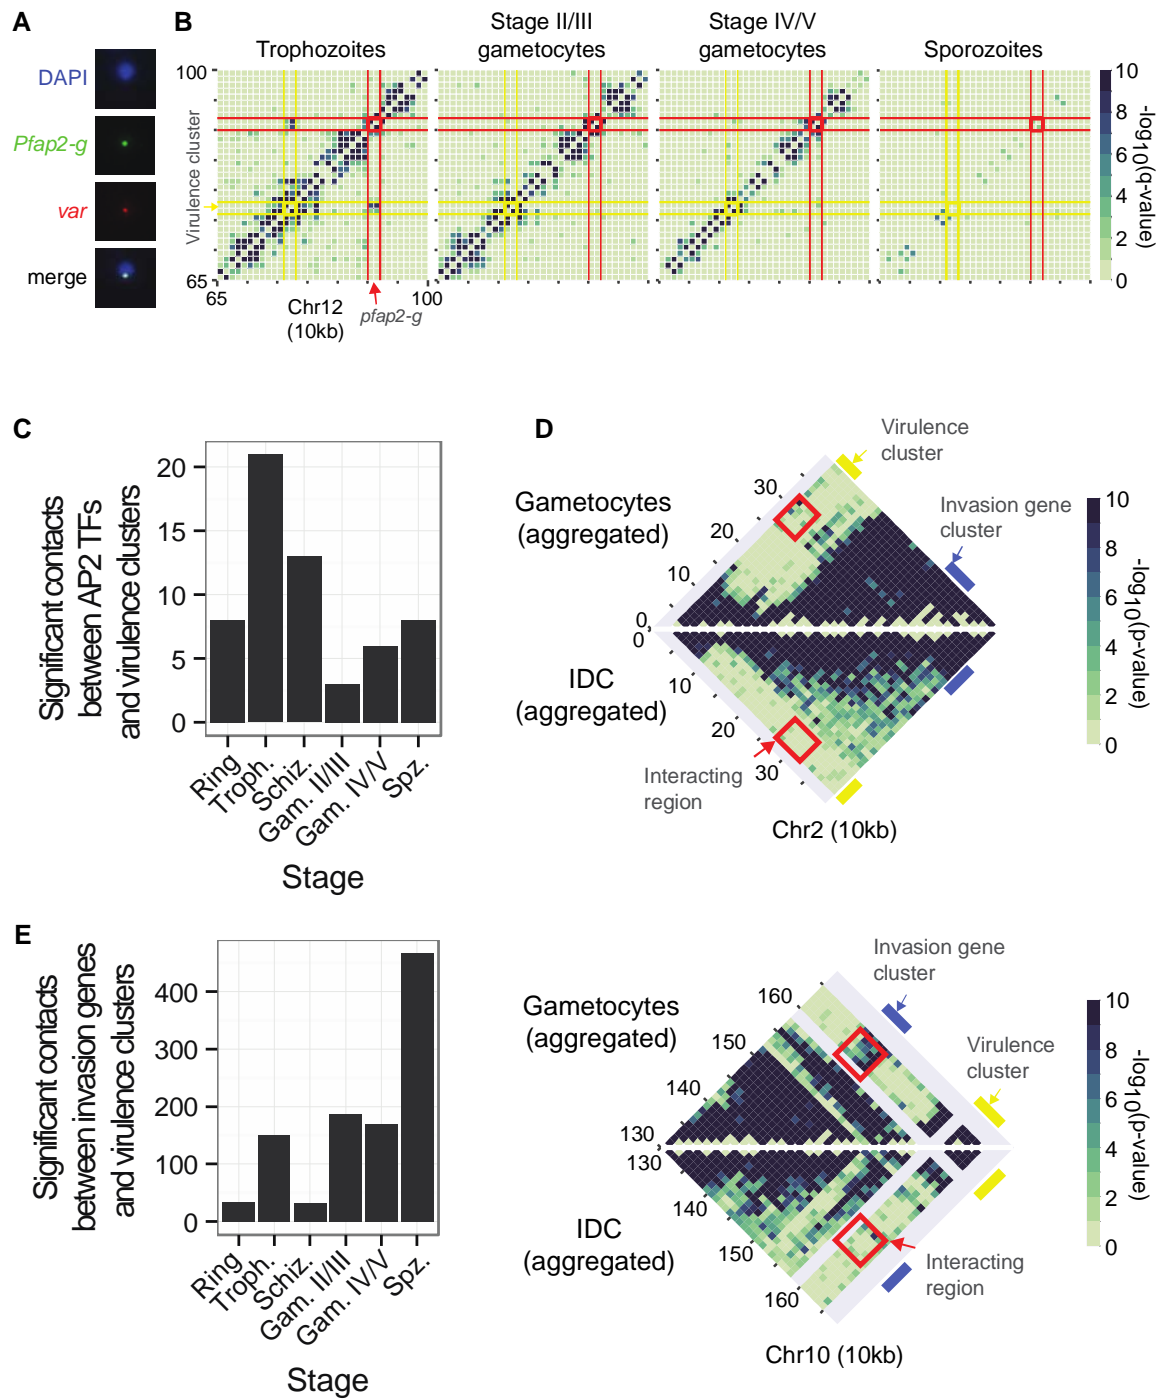 A
DAPI
Pfap2-g
var
merge
B
Trophozoites
Stage II/III
gametocytes
Stage IV/V
gametocytes
Sporozoites
100
Virulence cluster
65
65
100
Chr12
(10kb)
pfap2-g
10
8
6
4
2
0
-log10(q-value)
C
Significant contacts
between AP2 TFs
and virulence clusters
20
15
10
5
0
Ring
Troph.
Schiz.
Gam. II/III
Gam. IV/V
Spz.
Stage
D
Virulence
cluster
Gametocytes
(aggregated)
Invasion gene
cluster
30
20
10
0
0
10
20
30
IDC
(aggregated)
Interacting
region
Chr2 (10kb)
10
8
6
4
2
0
-log10(p-value)
E
Significant contacts
between invasion genes
and virulence clusters
400
300
200
100
0
Ring
Troph.
Schiz.
Gam. II/III
Gam. IV/V
Spz.
Stage
Invasion gene
cluster
Gametocytes
(aggregated)
Virulence
cluster
160
150
140
130
130
140
150
160
IDC
(aggregated)
Interacting
region
Chr10 (10kb)
10
8
6
4
2
0
-log10(p-value)